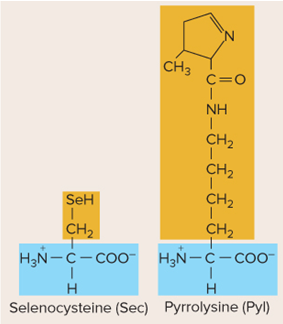 N
CH₃
C=O
NH
CH₂
CH₂
CH₂
SeH
CH₂ CH₂
H₃N⁺ – C – COO⁻ H₃N⁺ – C – COO⁻
H H
Selenocysteine (Sec) Pyrrolysine (Pyl)